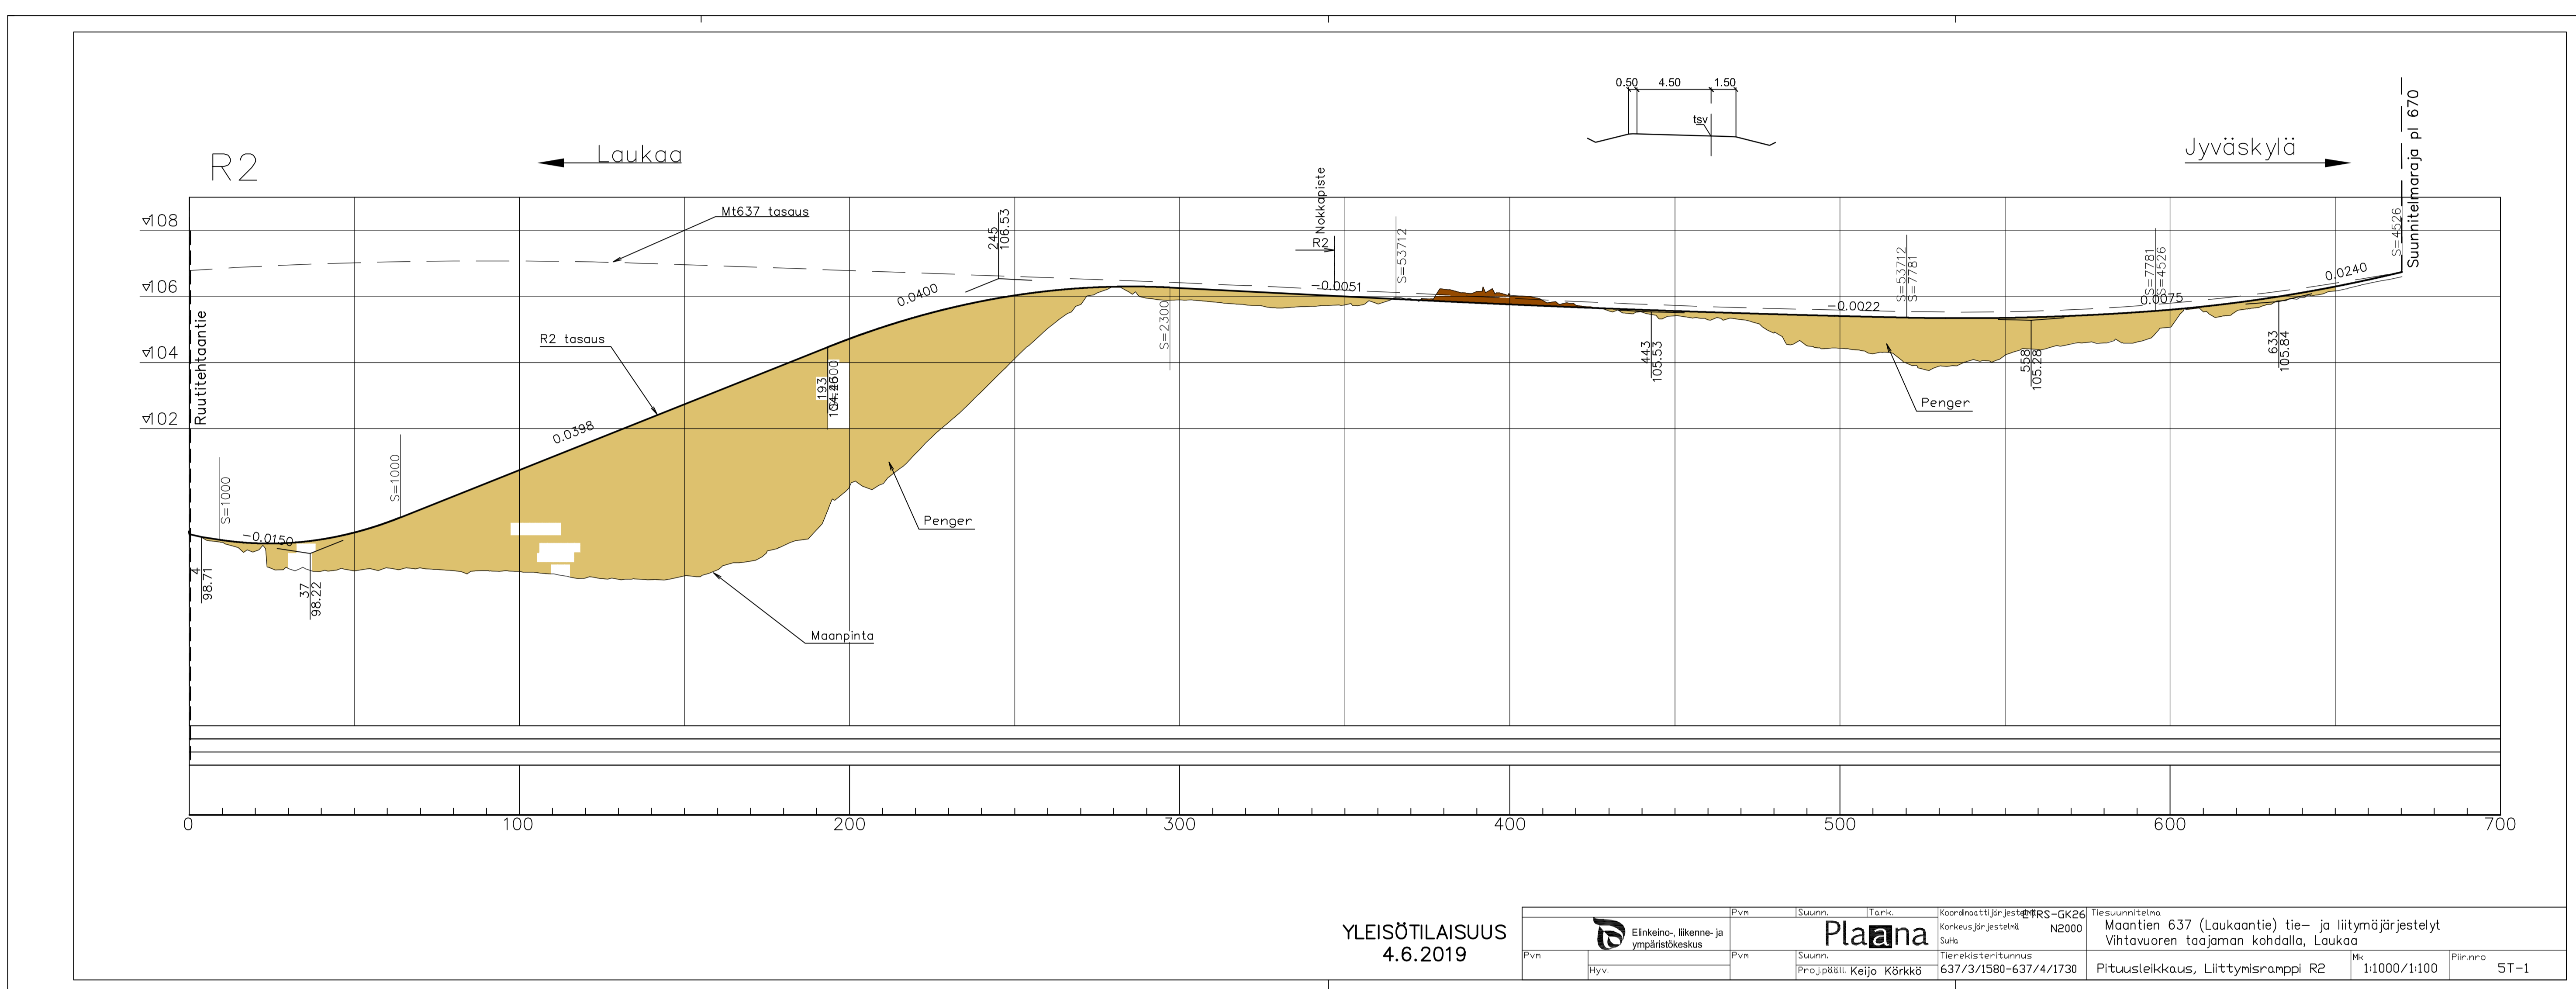 0.50 4.50 1.50
tsv
R2
Laukaa
Jyväskylä
Suunnitelmaraja pl 670
Nokkapiste
R2
108
106
104
102
Mt637 tasaus
R2 tasaus
Ruutitehtaantie
245
106.53
S=53712
S=53712
S=7781
S=7781
S=4526
S=4526
0.0400
-0.0051
-0.0022
0.0075
0.0240
0.0398
-0.0150
S=1000
S=1000
S=2300
193
104.46
443
105.53
558
105.28
633
105.84
4
98.71
37
98.22
Penger
Penger
Maanpinta
0 100 200 300 400 500 600 700
YLEISÖTILAISUUS
4.6.2019
Elinkeino-, liikenne- ja
ympäristökeskus
Pvm
Hyv.
Pvm Suunn. Tark.
Plaana
Pvm Suunn.
Proj.pääll. Keijo Körkkö
Koordinaattijärjestelmä ETRS-GK26
Korkeusjärjestelmä N2000
SuHa
Tierekisteritunnus
637/3/1580-637/4/1730
Tiesuunnitelma
Maantien 637 (Laukaantie) tie- ja liitymäjärjestelyt
Vihtavuoren taajaman kohdalla, Laukaa
Pituusleikkaus, Liittymisramppi R2
Mk
1:1000/1:100
Piir.nro
5T-1